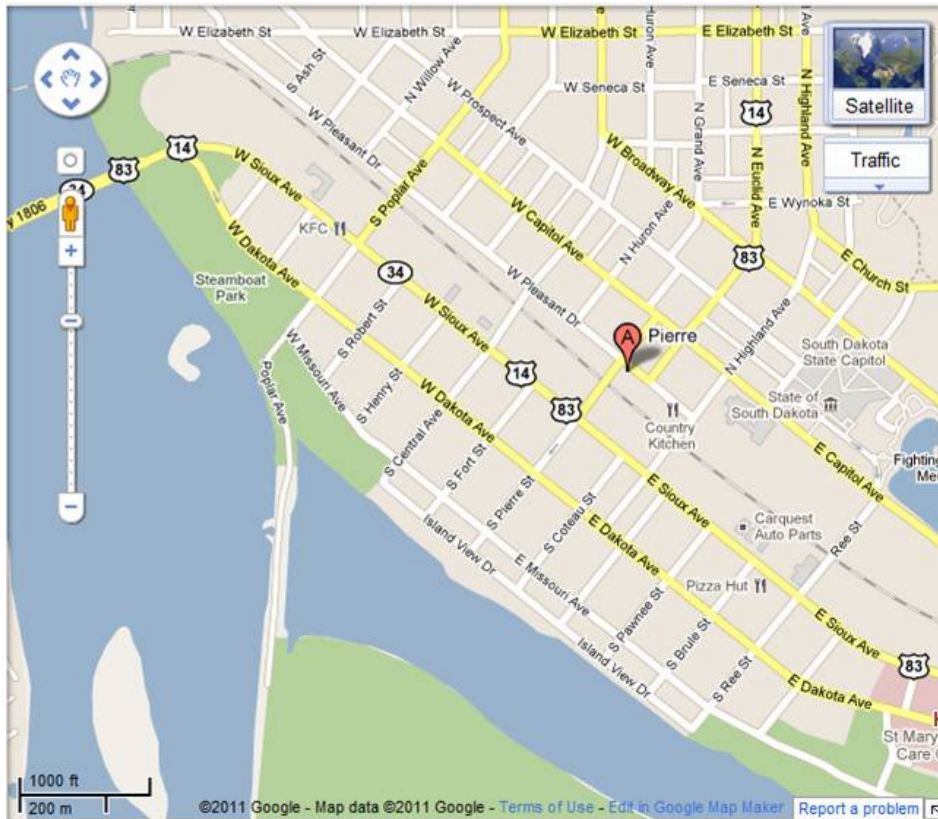 W Elizabeth St
W Elizabeth St
E Elizabeth St
Huron Ave
N Highland Ave
S Ash St
N Willow Ave
W Prospect Ave
W Seneca St
E Seneca St
N Grand Ave
14
N Euclid Ave
Satellite
Traffic
W Pleasant Dr
S Poplar Ave
W Broadway Ave
E Wynoka St
14
83
34
y 1806
W Sioux Ave
KFC
W Capitol Ave
N Huron Ave
83
E Church St
W Dakota Ave
Steamboat
Park
34
W Sioux Ave
W Pleasant Dr
A
Pierre
N Highland Ave
South Dakota
State Capitol
W Missouri Ave
S Robert St
14
83
Poplar Ave
S Henry St
W Dakota Ave
State of
South Dakota
Country
Kitchen
S Central Ave
S Fort St
S Pierre St
E Capitol Ave
Fighting
Me
Island View Dr
S Coteau St
E Sioux Ave
Carquest
Auto Parts
Ree St
E Dakota Ave
E Missouri Ave
Pizza Hut
S Pawnee St
E Sioux Ave
Island View Dr
S Brule St
S Ree St
83
E Dakota Ave
H
St Mary
Care
1000 ft
200 m
©2011 Google - Map data ©2011 Google - Terms of Use - Edit in Google Map Maker
Report a problem